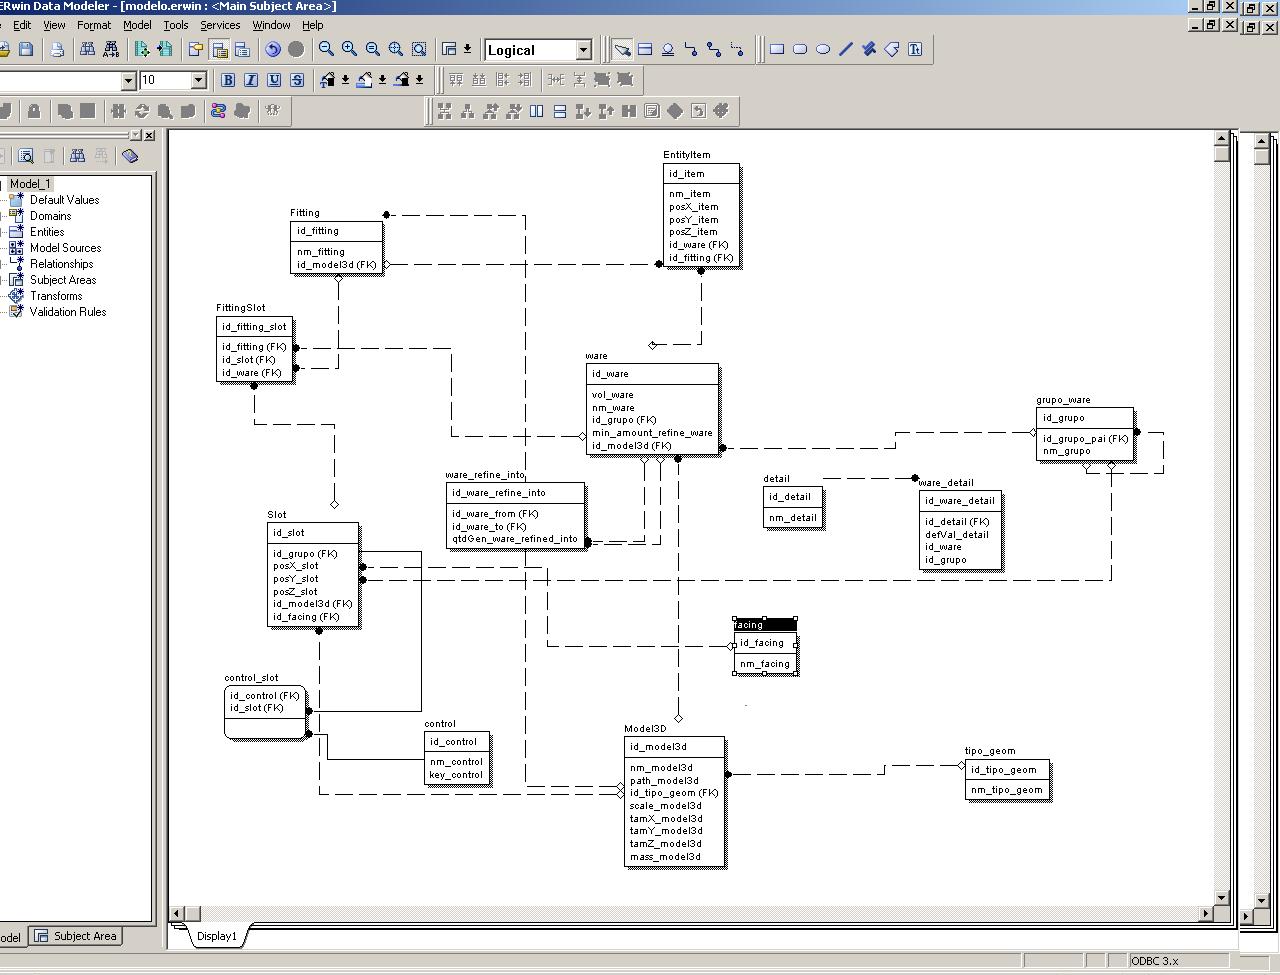 ERwin Data Modeler - [modelo.erwin : <Main Subject Area>]
Edit View Format Model Tools Services Window Help
Logical
10
B I U S
Model_1
Default Values
Domains
Entities
Model Sources
Relationships
Subject Areas
Transforms
Validation Rules
EntityItem
id_item
nm_item
posX_item
posY_item
posZ_item
id_ware (FK)
id_fitting (FK)
Fitting
id_fitting
nm_fitting
id_model3d (FK)
FittingSlot
id_fitting_slot
id_fitting (FK)
id_slot (FK)
id_ware (FK)
ware
id_ware
vol_ware
nm_ware
id_grupo (FK)
min_amount_refine_ware
id_model3d (FK)
grupo_ware
id_grupo
id_grupo_pai (FK)
nm_grupo
ware_refine_into
id_ware_refine_into
id_ware_from (FK)
id_ware_to (FK)
qtdGen_ware_refined_into
detail
id_detail
nm_detail
ware_detail
id_ware_detail
id_detail (FK)
defVal_detail
id_ware
id_grupo
Slot
id_slot
id_grupo (FK)
posX_slot
posY_slot
posZ_slot
id_model3d (FK)
id_facing (FK)
facing
id_facing
nm_facing
control_slot
id_control (FK)
id_slot (FK)
control
id_control
nm_control
key_control
Model3D
id_model3d
nm_model3d
path_model3d
id_tipo_geom (FK)
scale_model3d
tamX_model3d
tamY_model3d
tamZ_model3d
mass_model3d
tipo_geom
id_tipo_geom
nm_tipo_geom
odel
Subject Area
Display1
ODBC 3.x